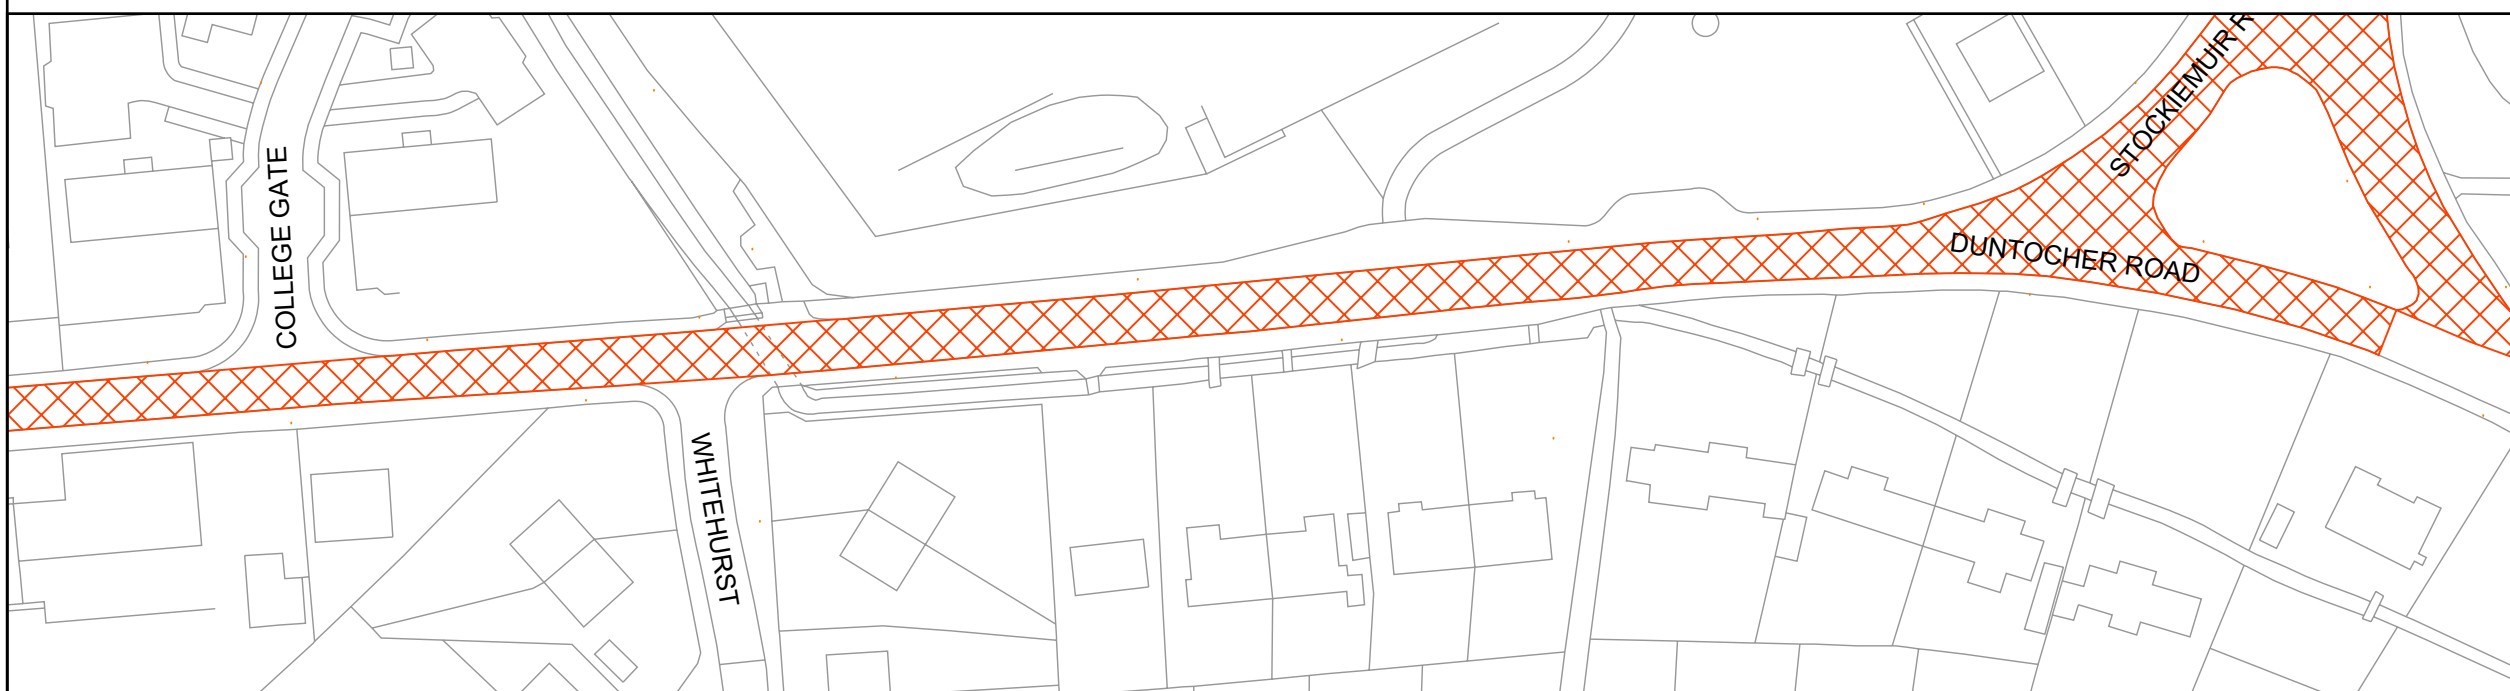 COLLEGE GATE
WHITEHURST
DUNTOCHER ROAD
STOCKIEMUIR